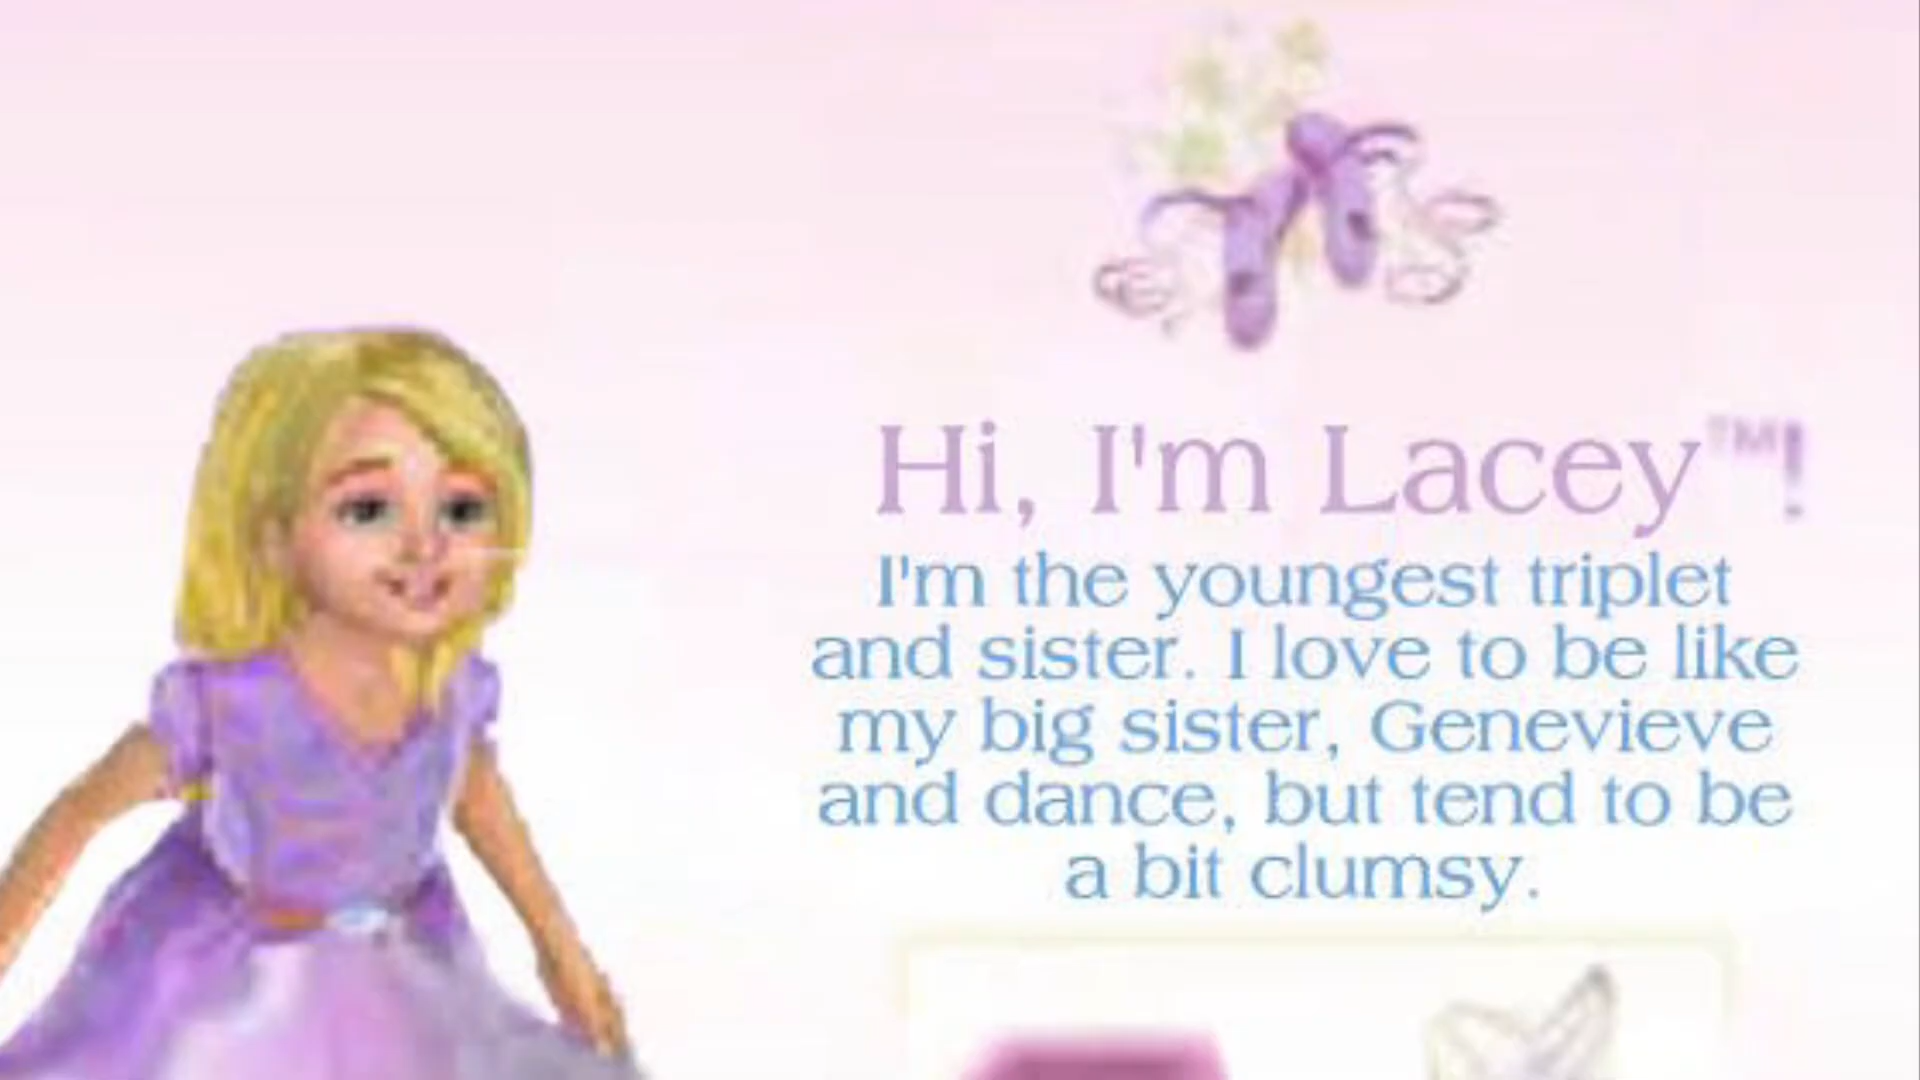 Hi, I'm Lacey™!
I'm the youngest triplet
and sister. I love to be like
my big sister, Genevieve
and dance, but tend to be
a bit clumsy.